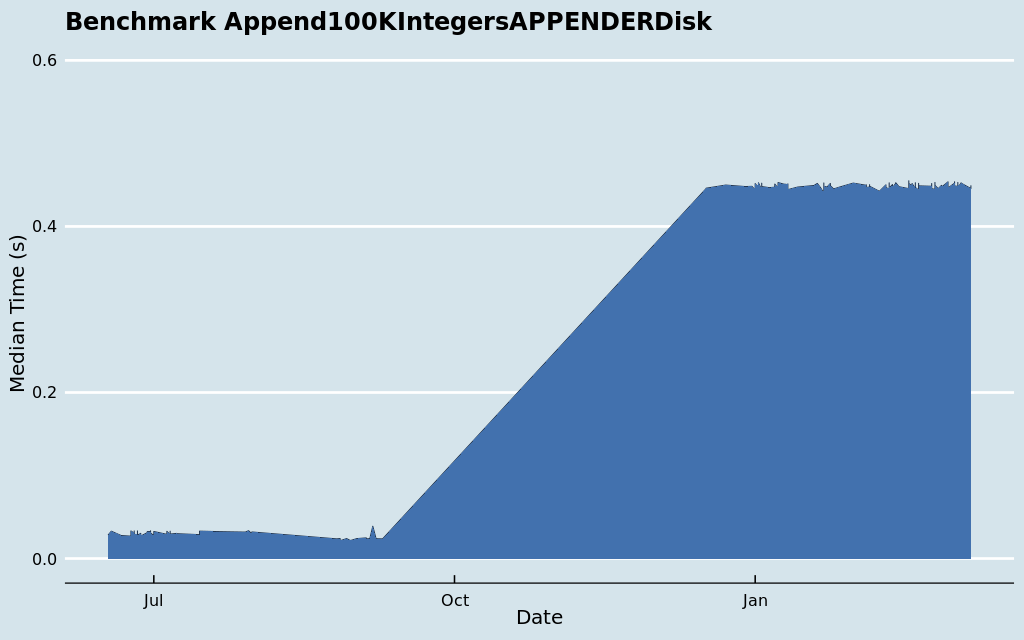 Benchmark Append100KIntegersAPPENDERDisk
0.6
0.4
0.2
0.0
Median Time (s)
Jul
Oct
Jan
Date